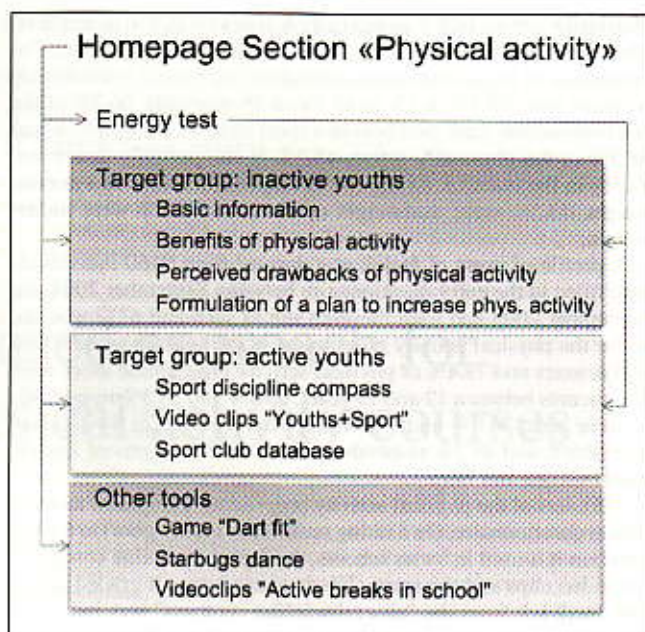 Homepage Section «Physical activity»
Energy test
Target group: Inactive youths
Basic information
Benefits of physical activity
Perceived drawbacks of physical activity
Formulation of a plan to increase phys. activity
Target group: active youths
Sport discipline compass
Video clips "Youths+Sport"
Sport club database
Other tools
Game "Dart fit"
Starbugs dance
Videoclips "Active breaks in school"